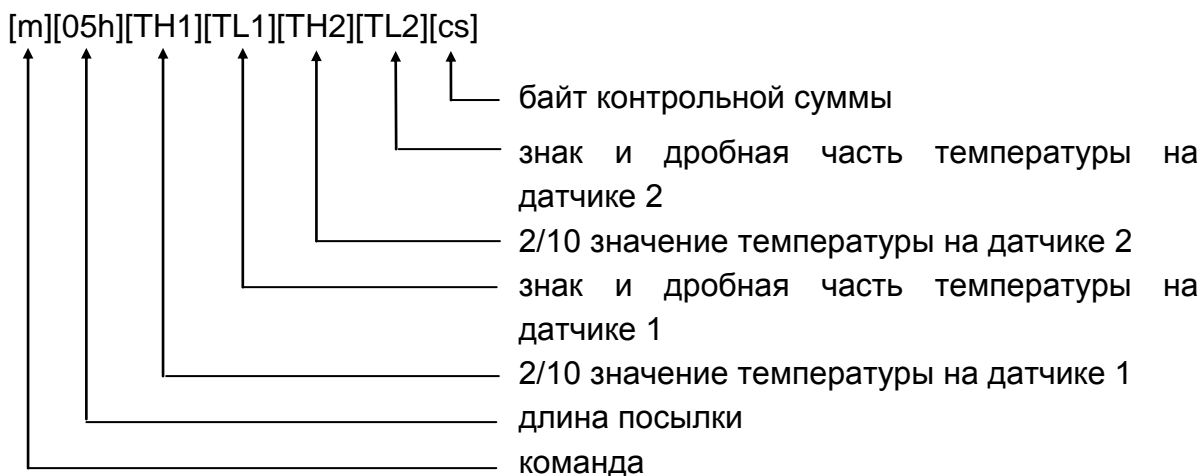 [m][05h][TH1][TL1][TH2][TL2][cs]
байт контрольной суммы
знак и дробная часть температуры на
датчике 2
2/10 значение температуры на датчике 2
знак и дробная часть температуры на
датчике 1
2/10 значение температуры на датчике 1
длина посылки
команда